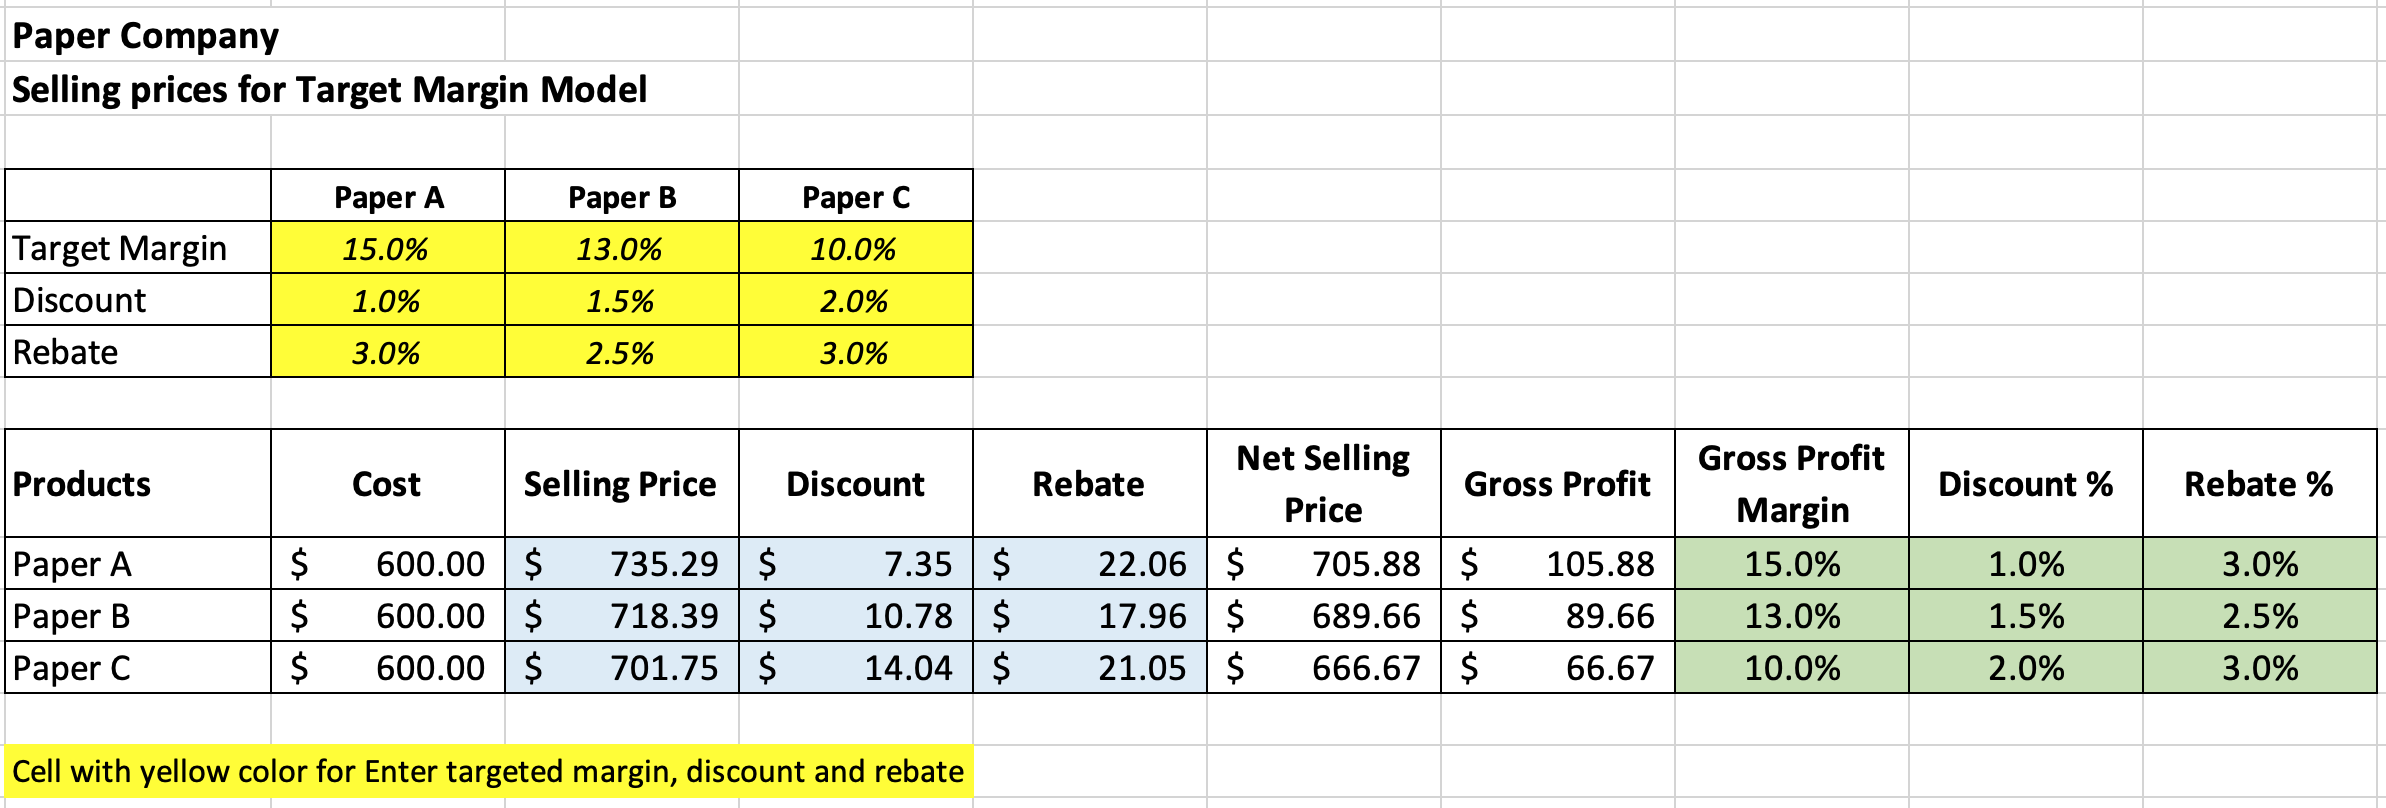 Paper Company
Selling prices for Target Margin Model
Paper A Paper B Paper C
Target Margin 15.0% 13.0% 10.0%
Discount 1.0% 1.5% 2.0%
Rebate 3.0% 2.5% 3.0%
Products Cost Selling Price Discount Rebate Net Selling Price Gross Profit Gross Profit Margin Discount % Rebate %
Paper A $ 600.00 $ 735.29 $ 7.35 $ 22.06 $ 705.88 $ 105.88 15.0% 1.0% 3.0%
Paper B $ 600.00 $ 718.39 $ 10.78 $ 17.96 $ 689.66 $ 89.66 13.0% 1.5% 2.5%
Paper C $ 600.00 $ 701.75 $ 14.04 $ 21.05 $ 666.67 $ 66.67 10.0% 2.0% 3.0%
Cell with yellow color for Enter targeted margin, discount and rebate